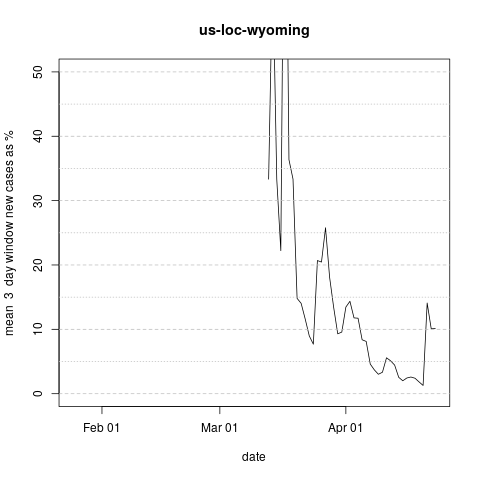 us-loc-wyoming
mean 3 day window new cases as %
50
40
30
20
10
0
Feb 01
Mar 01
Apr 01
date